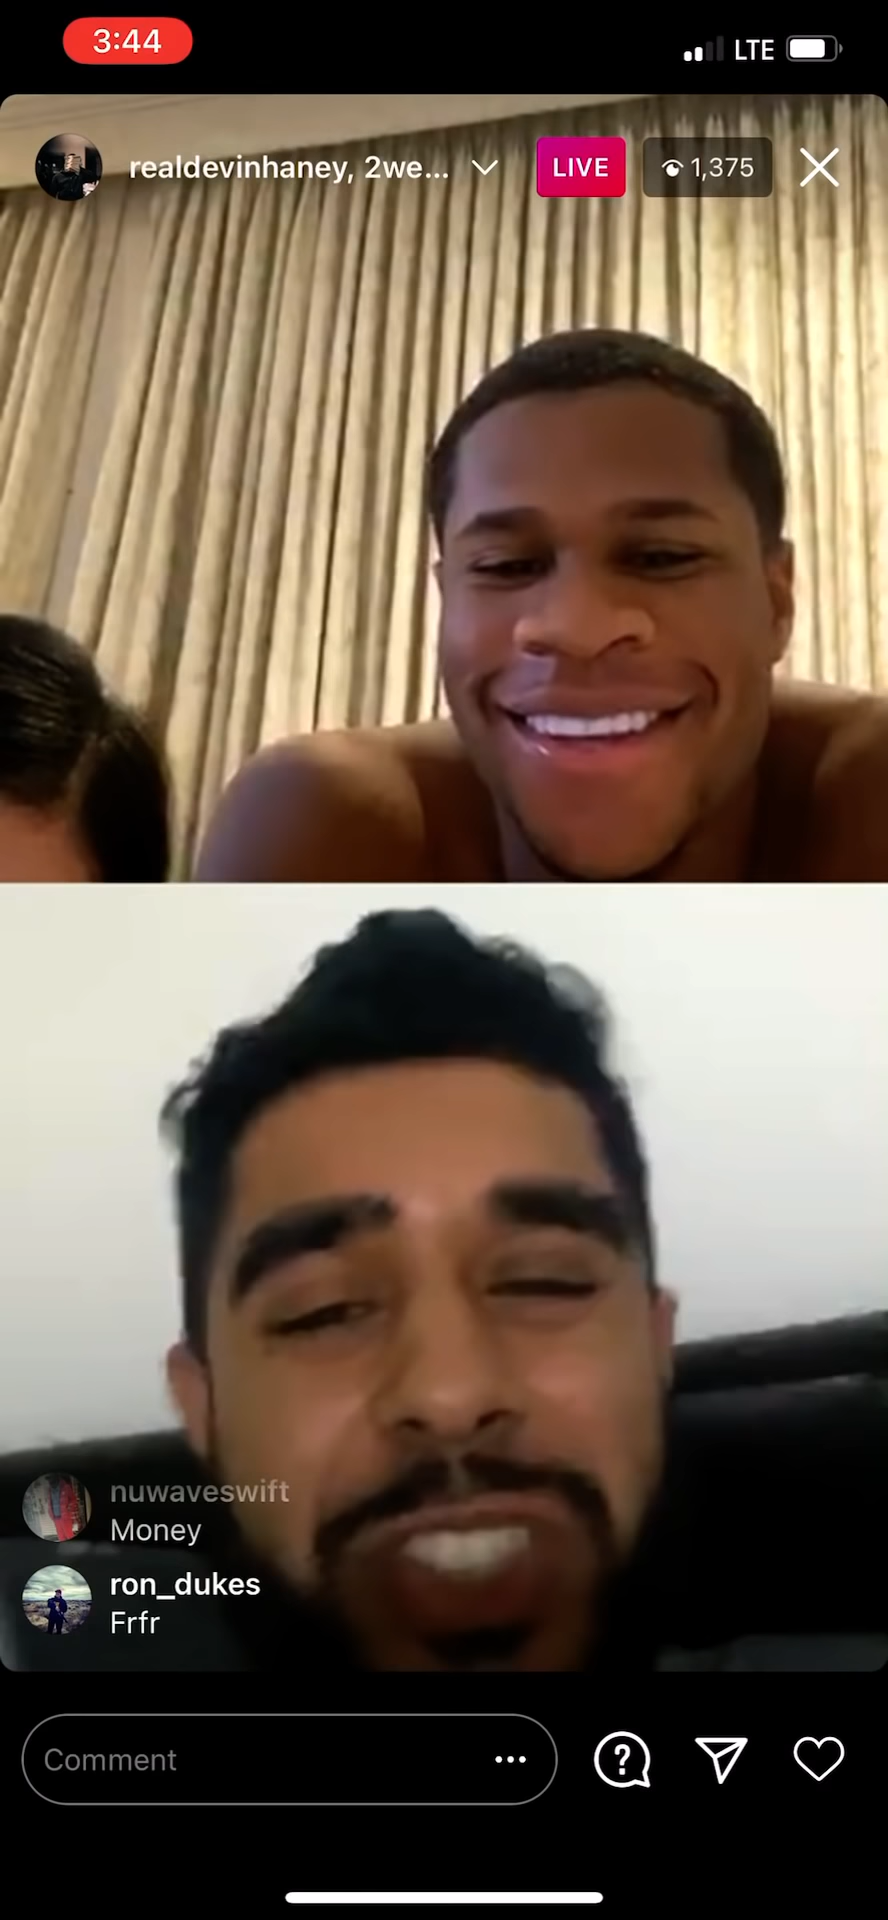 3:44
LTE
realdevinhaney, 2we...
LIVE
1,375
nuwaveswift
Money
ron_dukes
Frfr
Comment